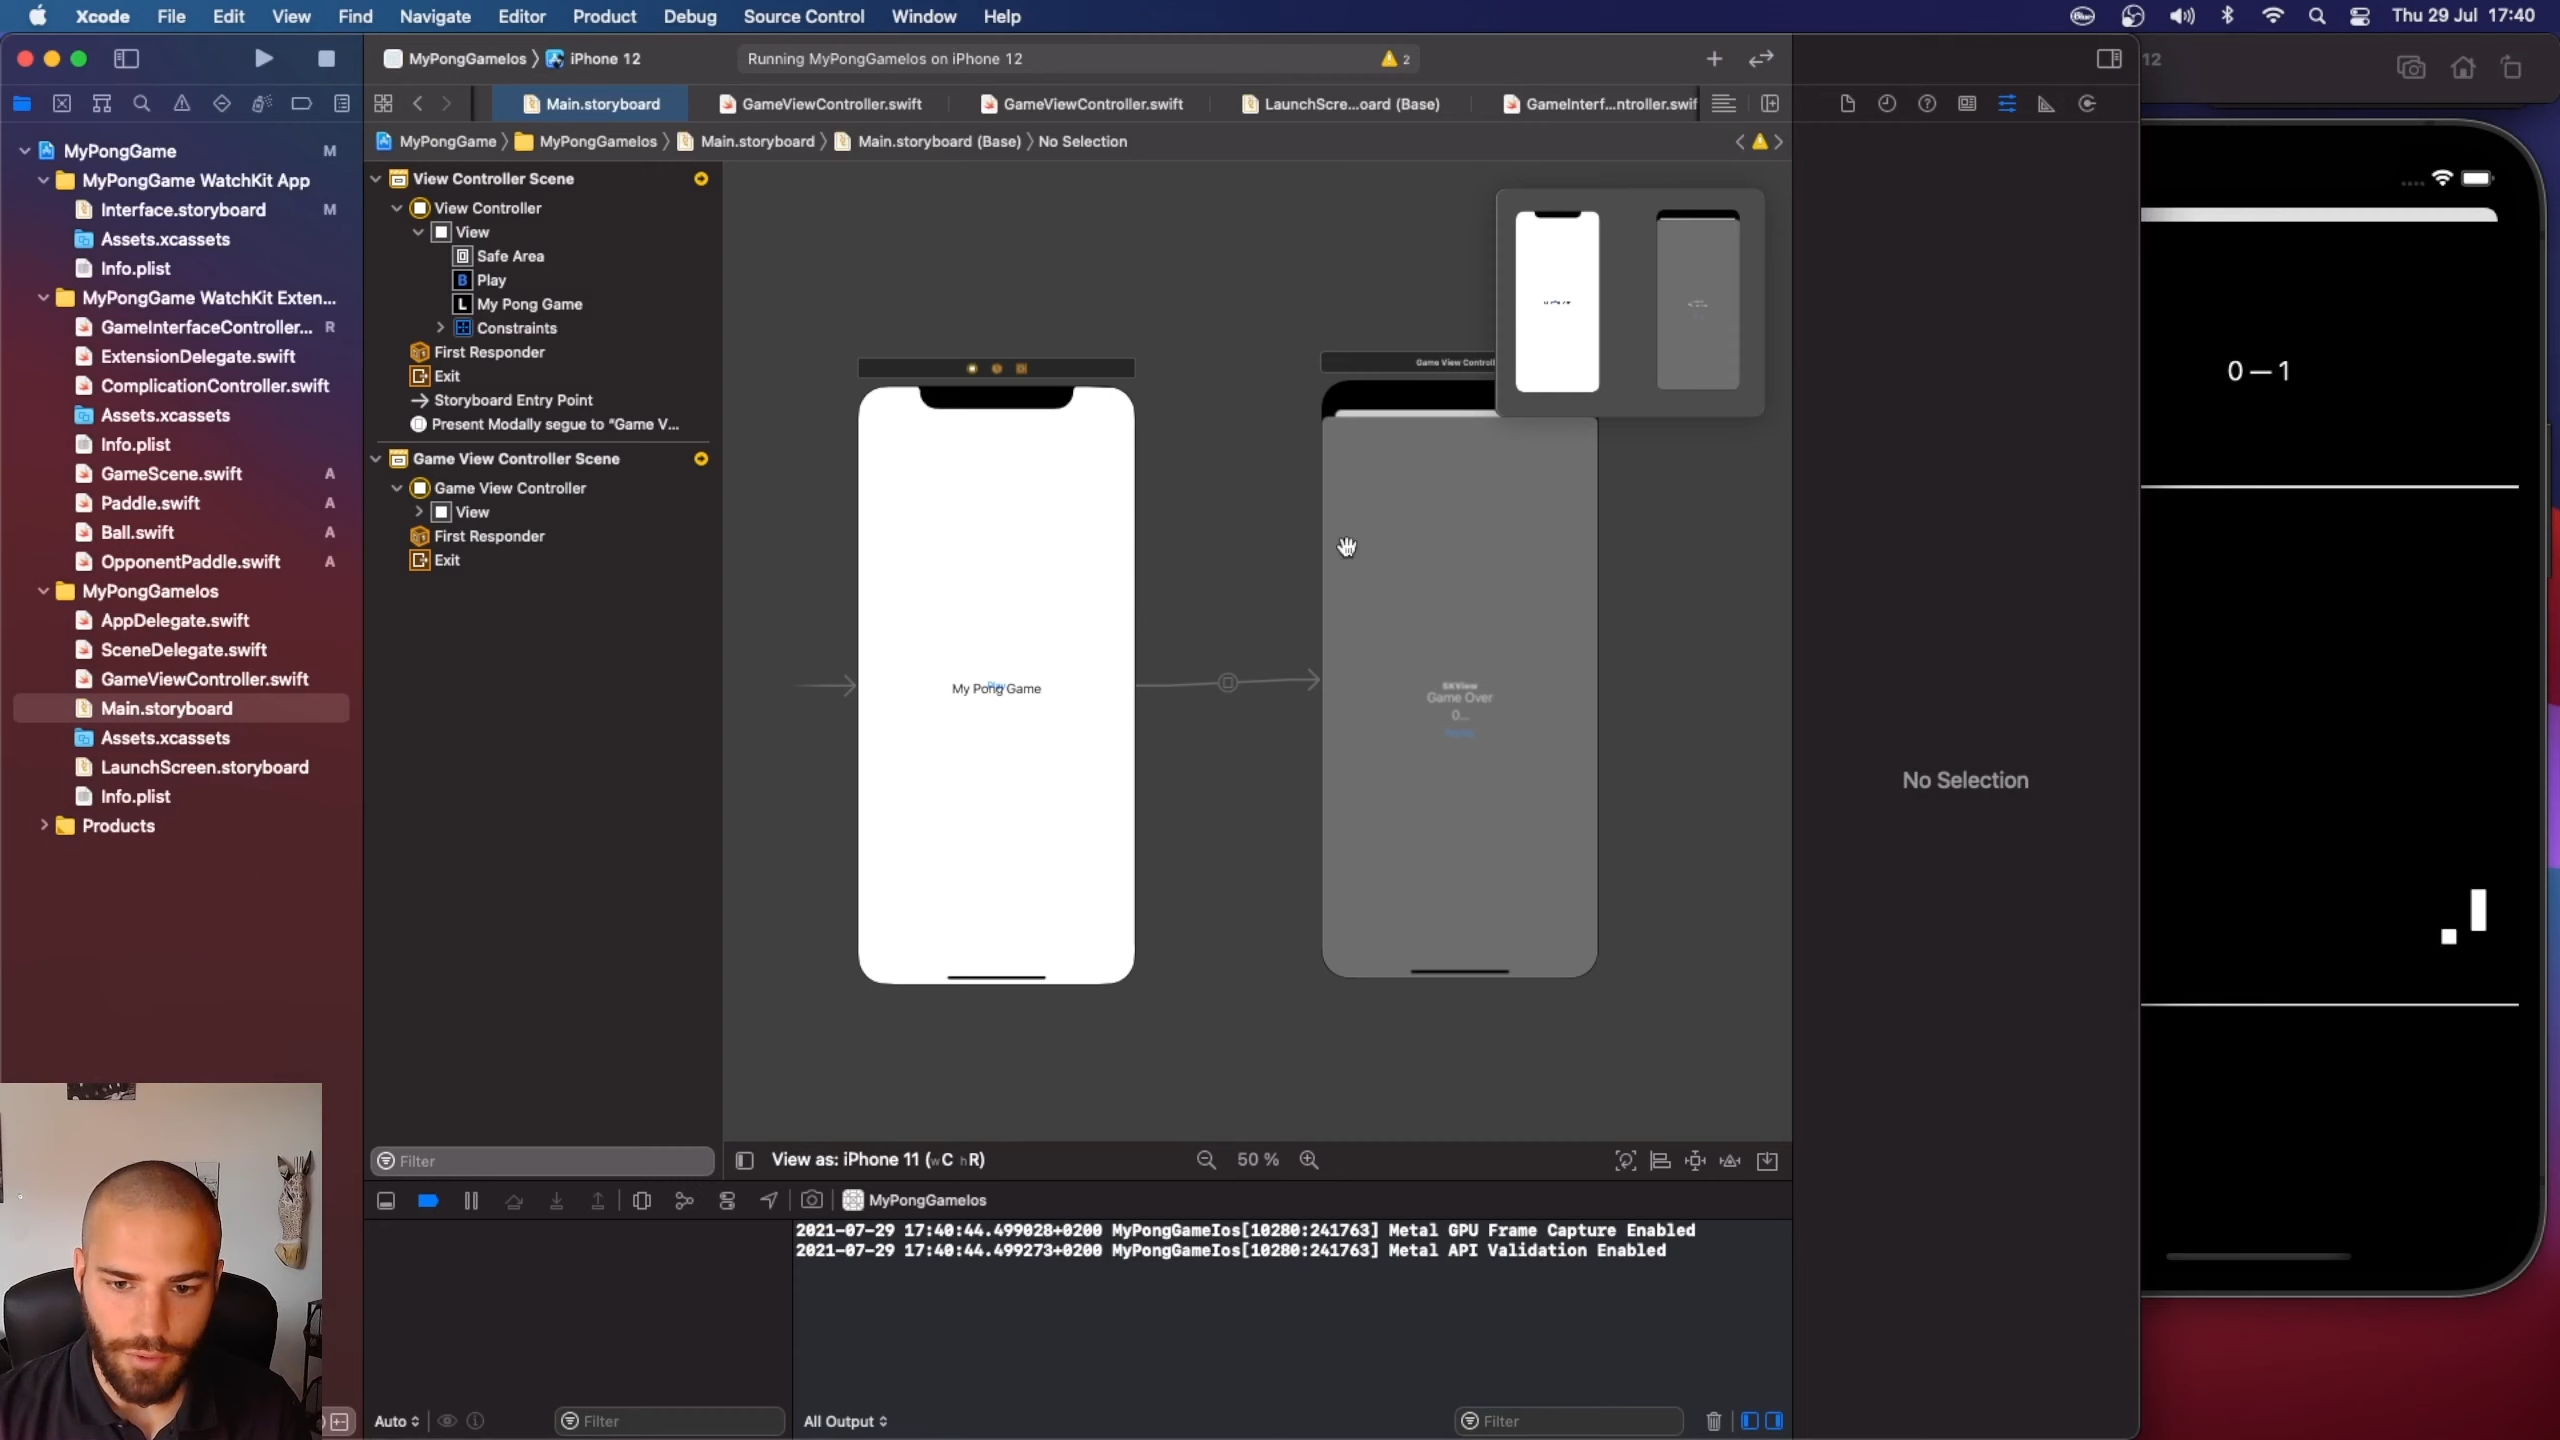 Xcode File Edit View Find Navigate Editor Product Debug Source Control Window Help
Thu 29 Jul 17:40
MyPongGameIos iPhone 12
Running MyPongGameIos on iPhone 12
2
12
Main.storyboard
GameViewController.swift
GameViewController.swift
LaunchScre...oard (Base)
GameInterf...ntroller.swif
MyPongGame
MyPongGameIos
Main.storyboard
Main.storyboard (Base)
No Selection
MyPongGame M
MyPongGame WatchKit App
Interface.storyboard M
Assets.xcassets
Info.plist
MyPongGame WatchKit Exten...
GameInterfaceController... R
ExtensionDelegate.swift
ComplicationController.swift
Assets.xcassets
Info.plist
GameScene.swift A
Paddle.swift A
Ball.swift A
OpponentPaddle.swift A
MyPongGameIos
AppDelegate.swift
SceneDelegate.swift
GameViewController.swift
Main.storyboard
Assets.xcassets
LaunchScreen.storyboard
Info.plist
Products
View Controller Scene
View Controller
View
Safe Area
B Play
L My Pong Game
Constraints
First Responder
Exit
Storyboard Entry Point
Present Modally segue to "Game V...
Game View Controller Scene
Game View Controller
View
First Responder
Exit
Filter
My Pong Game
Play
Game View Controll
SKView
Game Over
0...
No Selection
0 — 1
View as: iPhone 11 (wC hR)
50 %
MyPongGameIos
2021-07-29 17:40:44.499028+0200 MyPongGameIos[10280:241763] Metal GPU Frame Capture Enabled
2021-07-29 17:40:44.499273+0200 MyPongGameIos[10280:241763] Metal API Validation Enabled
Auto
Filter
All Output
Filter